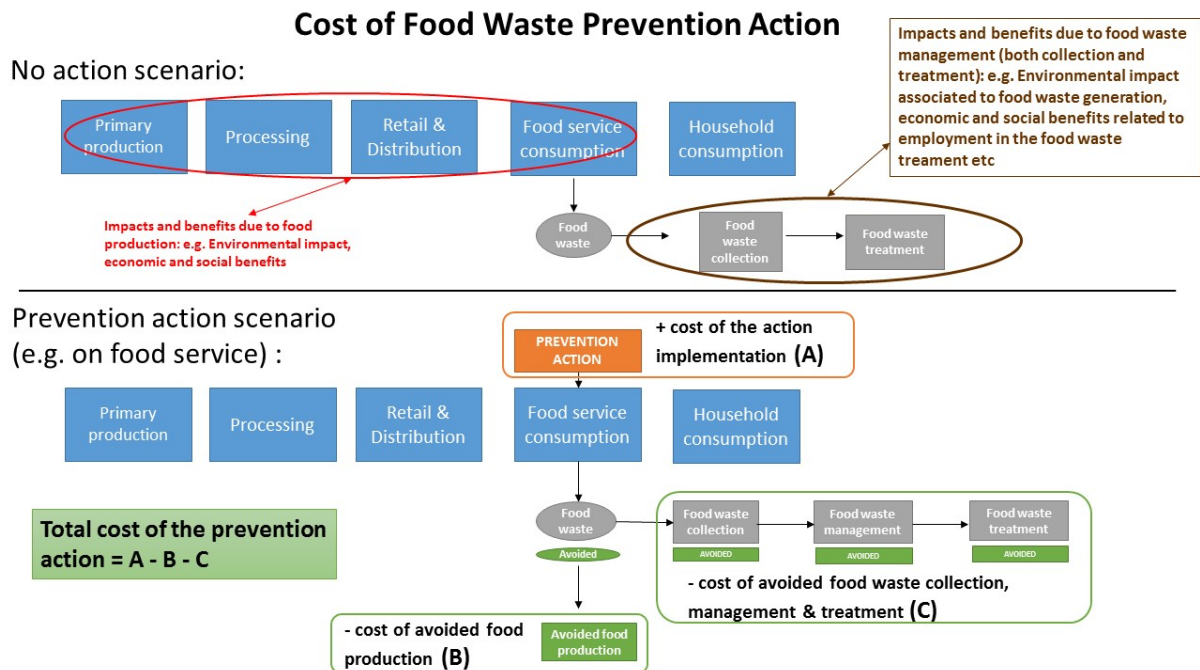 Cost of Food Waste Prevention Action
No action scenario:
Primary
production
Processing
Retail &
Distribution
Food service
consumption
Household
consumption
Impacts and benefits due to food waste
management (both collection and
treatment): e.g. Environmental impact
associated to food waste generation,
economic and social benefits related to
employment in the food waste
treament etc
Impacts and benefits due to food
production: e.g. Environmental impact,
economic and social benefits
Food
waste
Food
waste
collection
Food waste
treatment
Prevention action scenario
(e.g. on food service) :
PREVENTION
ACTION
+ cost of the action
implementation (A)
Primary
production
Processing
Retail &
Distribution
Food service
consumption
Household
consumption
Total cost of the prevention
action = A - B - C
Food
waste
Avoided
Food waste
collection
AVOIDED
Food waste
management
AVOIDED
Food waste
treatment
AVOIDED
- cost of avoided food waste collection,
management & treatment (C)
- cost of avoided food
production (B)
Avoided food
production